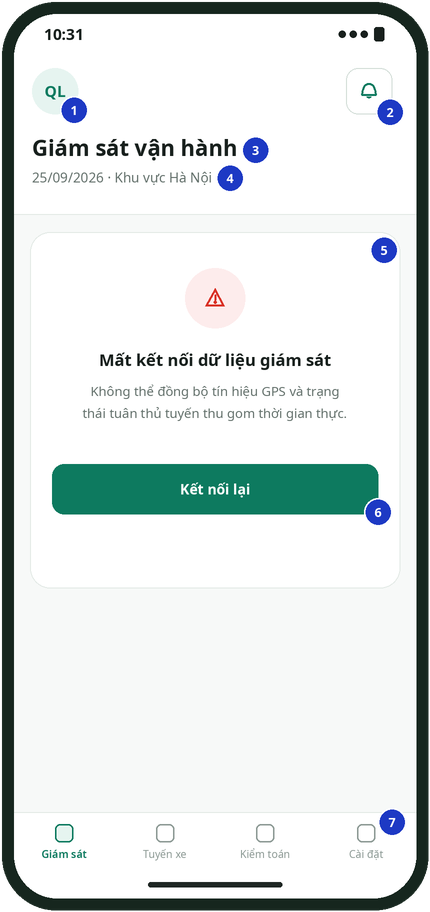 10:31
QL
1
2
Giám sát vận hành 3
25/09/2026 · Khu vực Hà Nội 4
5
Mất kết nối dữ liệu giám sát
Không thể đồng bộ tín hiệu GPS và trạng
thái tuân thủ tuyến thu gom thời gian thực.
Kết nối lại
6
7
Giám sát Tuyến xe Kiểm toán Cài đặt